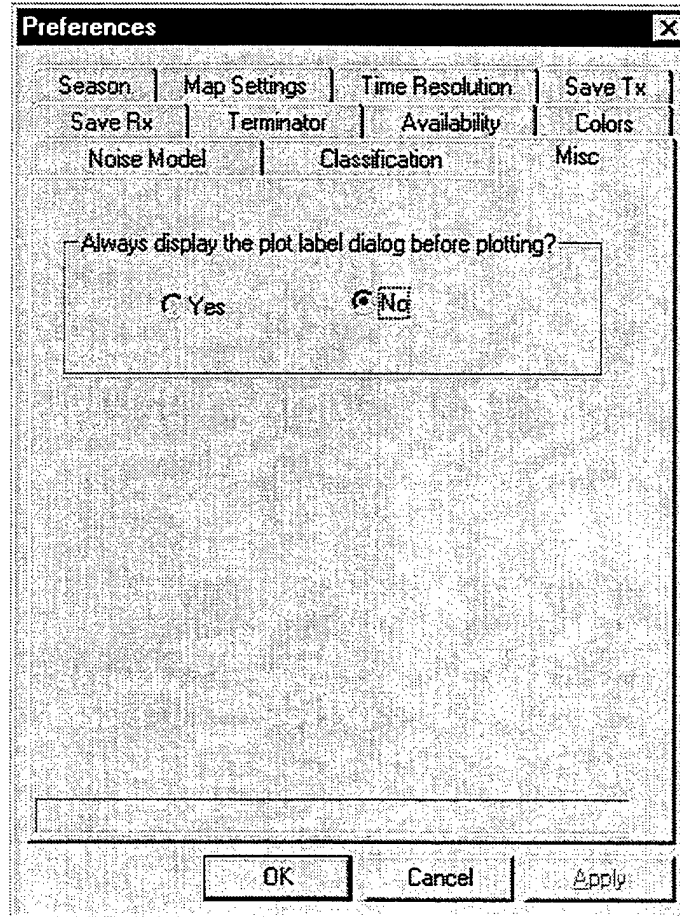 Preferences
Season Map Settings Time Resolution Save Tx
Save Rx Terminator Availability Colors
Noise Model Classification Misc
Always display the plot label dialog before plotting?
Yes No
OK Cancel Apply